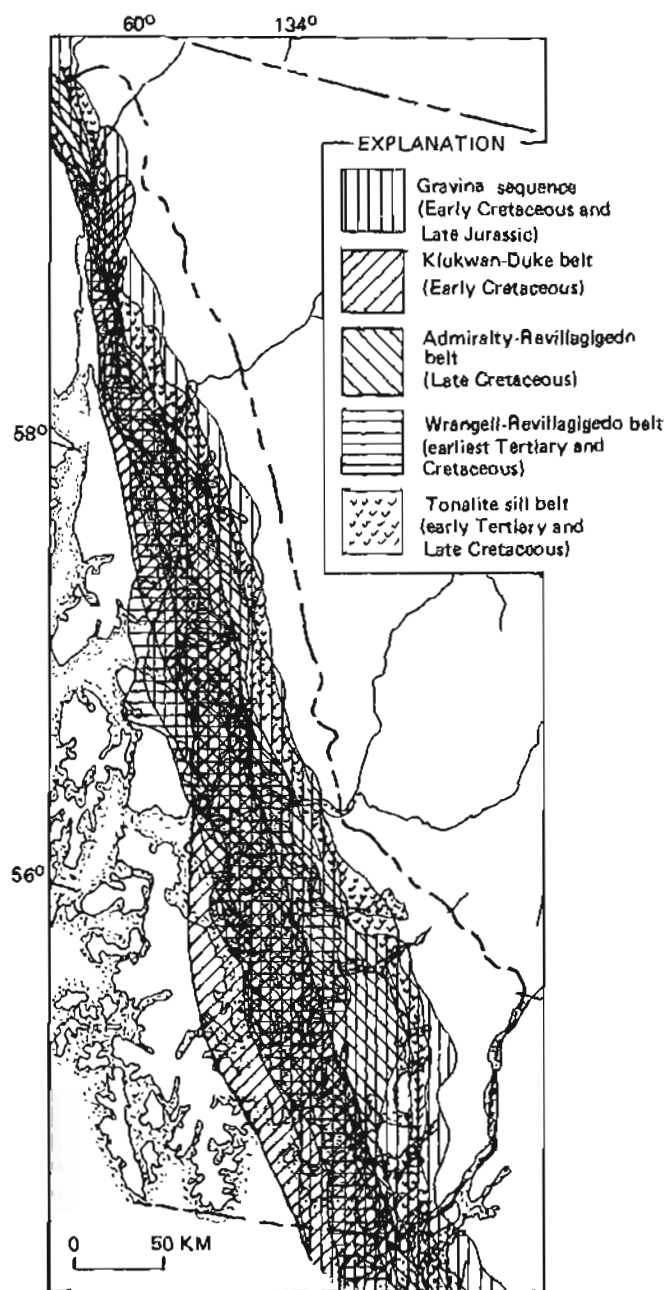 60°
134°
EXPLANATION
Gravina sequence
(Early Cretaceous and
Late Jurassic)
Klukwan-Duke belt
(Early Cretaceous)
Admiralty-Revillagigedo
belt
(Late Cretaceous)
Wrangell-Revillagigedo belt
(earliest Tertiary and
Cretaceous)
Tonalite sill belt
(early Tertiary and
Late Cretaceous)
58°
56°
0 50 KM